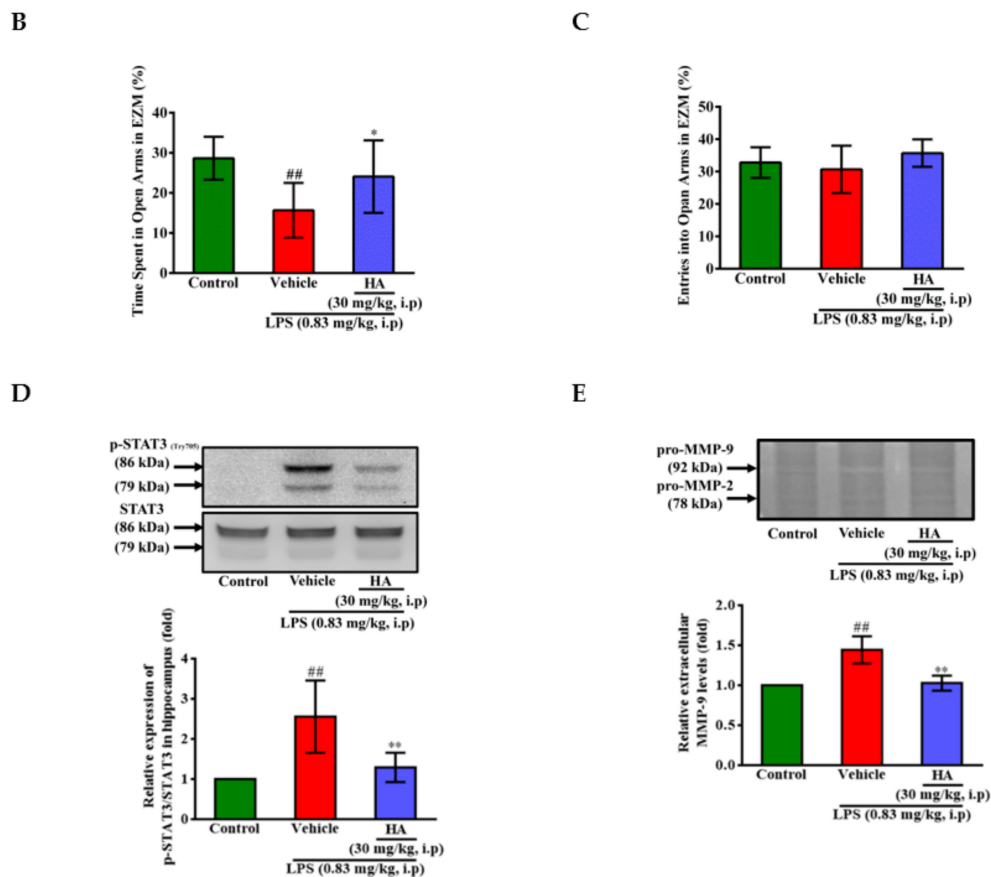 B
Time Spent in Open Arms in EZM (%)
40
30
20
10
0
##
*
Control
Vehicle
HA
(30 mg/kg, i.p)
LPS (0.83 mg/kg, i.p)
C
Entries into Opan Arms in EZM (%)
50
40
30
20
10
0
Control
Vehicle
HA
(30 mg/kg, i.p)
LPS (0.83 mg/kg, i.p)
D
p-STAT3 (Try705)
(86 kDa)
(79 kDa)
STAT3
(86 kDa)
(79 kDa)
Control
Vehicle
HA
(30 mg/kg, i.p)
LPS (0.83 mg/kg, i.p)
Relative expression of
p-STAT3/STAT3 in hippocampus (fold)
4
3
2
1
0
##
**
Control
Vehicle
HA
(30 mg/kg, i.p)
LPS (0.83 mg/kg, i.p)
E
pro-MMP-9
(92 kDa)
pro-MMP-2
(78 kDa)
Control
Vehicle
HA
(30 mg/kg, i.p)
LPS (0.83 mg/kg, i.p)
Relative extracellular
MMP-9 levels (fold)
2.0
1.5
1.0
0.5
0.0
##
**
Control
Vehicle
HA
(30 mg/kg, i.p)
LPS (0.83 mg/kg, i.p)